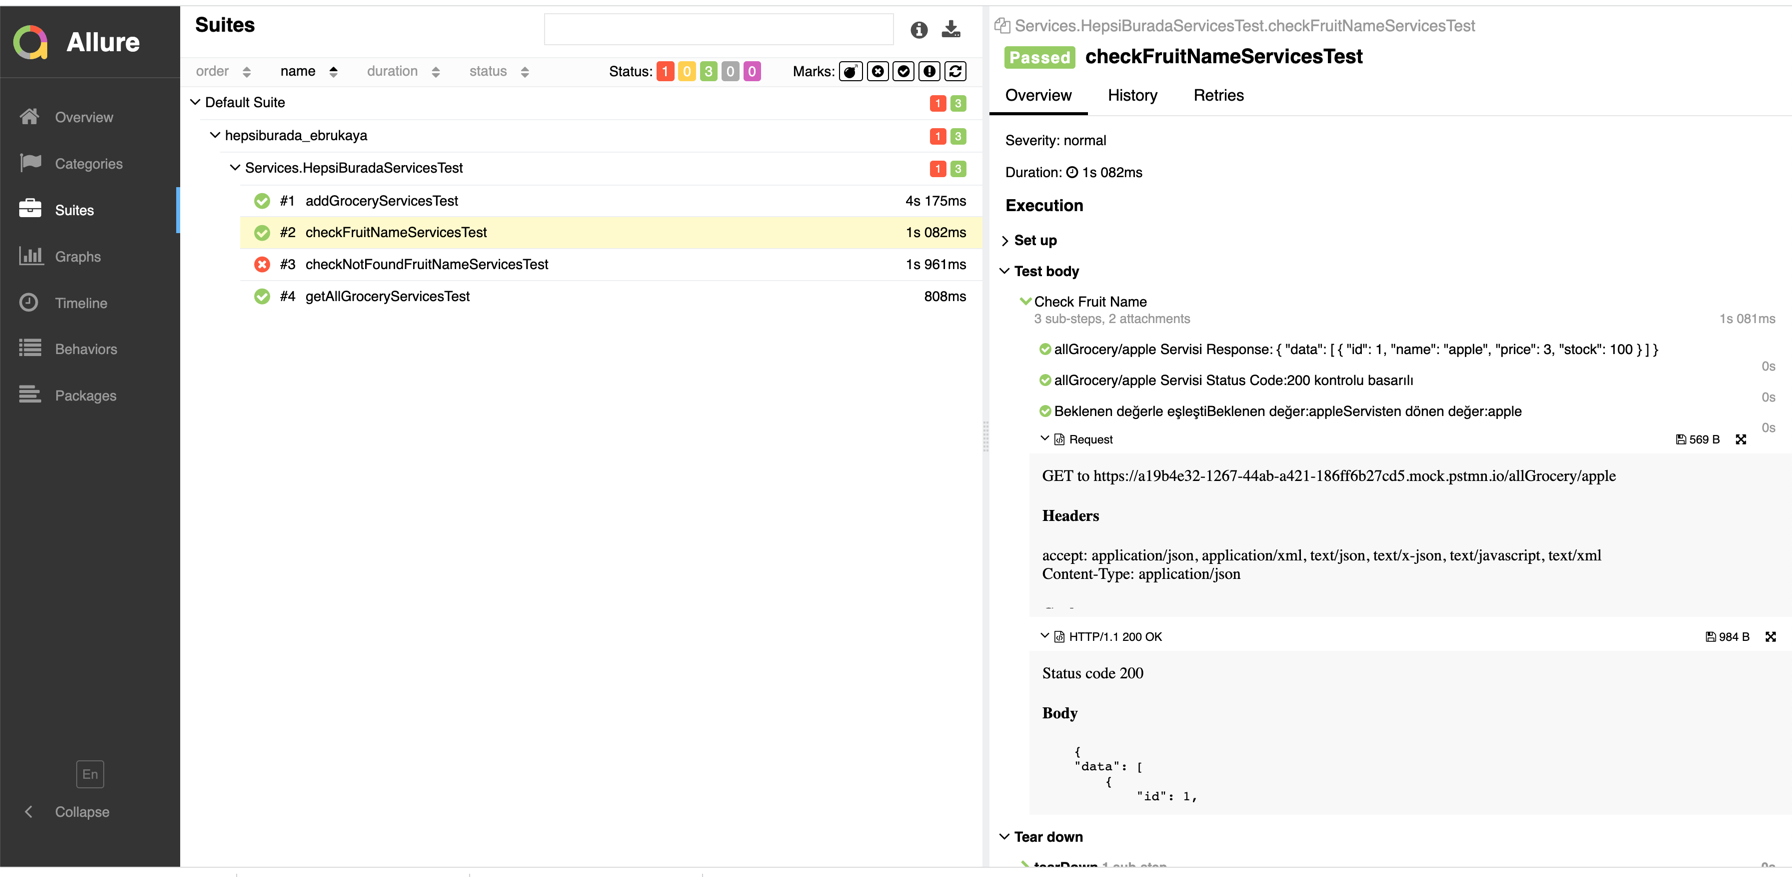 Allure
Overview
Categories
Suites
Graphs
Timeline
Behaviors
Packages
En
Collapse
Suites
order name duration status Status: 1 0 3 0 0 Marks:
Default Suite 1 3
hepsiburada_ebrukaya 1 3
Services.HepsiBuradaServicesTest 1 3
#1 addGroceryServicesTest 4s 175ms
#2 checkFruitNameServicesTest 1s 082ms
#3 checkNotFoundFruitNameServicesTest 1s 961ms
#4 getAllGroceryServicesTest 808ms
Services.HepsiBuradaServicesTest.checkFruitNameServicesTest
Passed checkFruitNameServicesTest
Overview History Retries
Severity: normal
Duration: 1s 082ms
Execution
Set up
Test body
Check Fruit Name
3 sub-steps, 2 attachments 1s 081ms
allGrocery/apple Servisi Response: { "data": [ { "id": 1, "name": "apple", "price": 3, "stock": 100 } ] }
0s
allGrocery/apple Servisi Status Code:200 kontrolu basarılı
0s
Beklenen değerle eşleştiBeklenen değer:appleServisten dönen değer:apple
0s
Request 569 B
GET to https://a19b4e32-1267-44ab-a421-186ff6b27cd5.mock.pstmn.io/allGrocery/apple
Headers
accept: application/json, application/xml, text/json, text/x-json, text/javascript, text/xml
Content-Type: application/json
HTTP/1.1 200 OK 984 B
Status code 200
Body
{
"data": [
{
"id": 1,
Tear down
tearDown 1 sub-step 0s